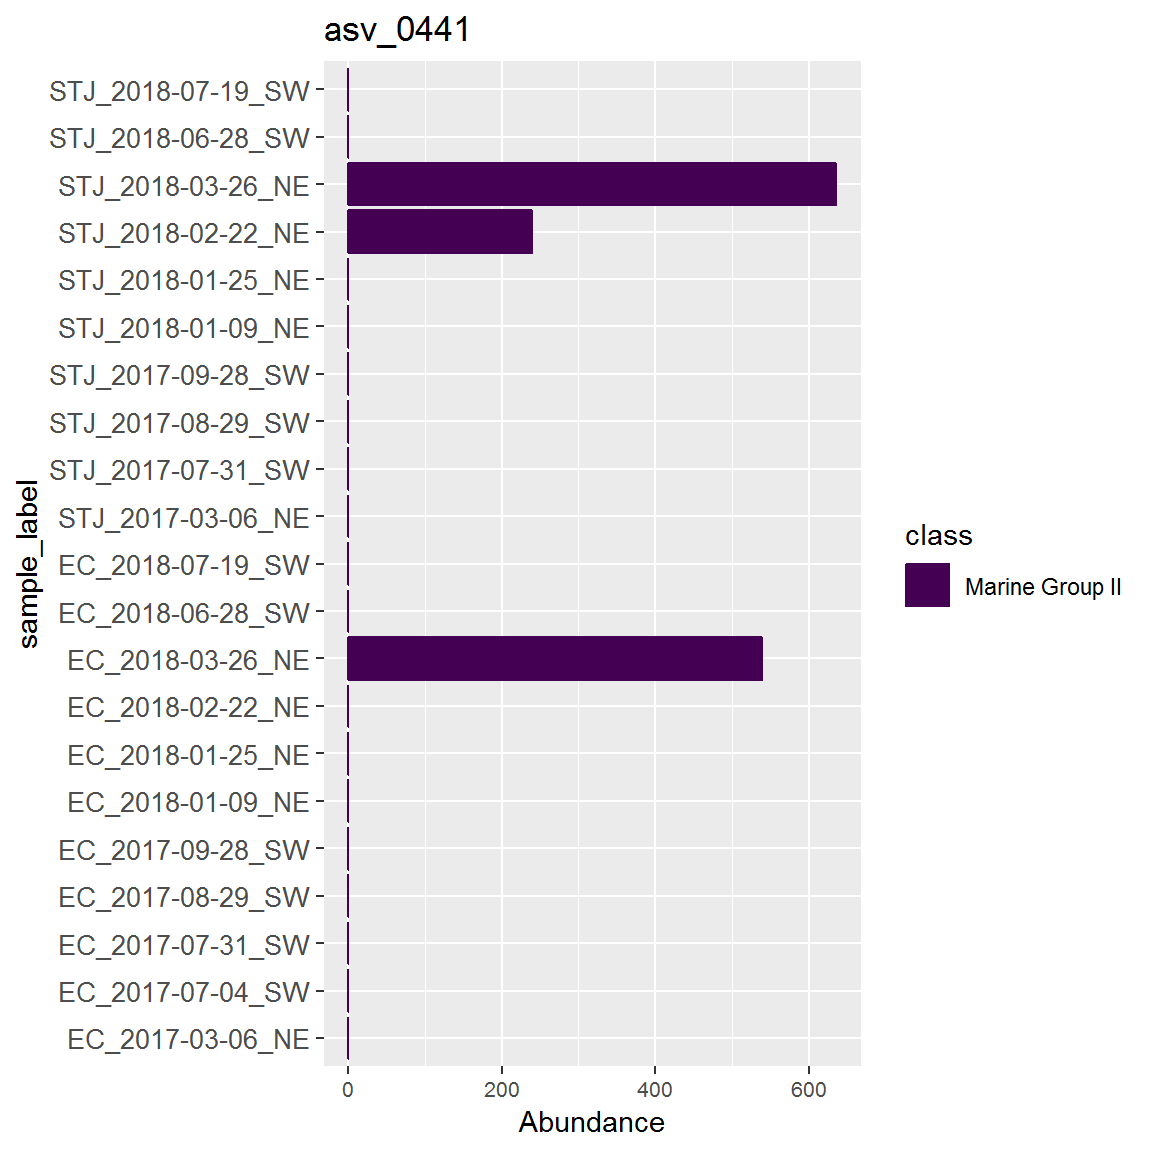 asv_0441
STJ_2018-07-19_SW
STJ_2018-06-28_SW
STJ_2018-03-26_NE
STJ_2018-02-22_NE
STJ_2018-01-25_NE
STJ_2018-01-09_NE
STJ_2017-09-28_SW
STJ_2017-08-29_SW
STJ_2017-07-31_SW
STJ_2017-03-06_NE
EC_2018-07-19_SW
EC_2018-06-28_SW
EC_2018-03-26_NE
EC_2018-02-22_NE
EC_2018-01-25_NE
EC_2018-01-09_NE
EC_2017-09-28_SW
EC_2017-08-29_SW
EC_2017-07-31_SW
EC_2017-07-04_SW
EC_2017-03-06_NE
sample_label
0 200 400 600
Abundance
class
Marine Group II